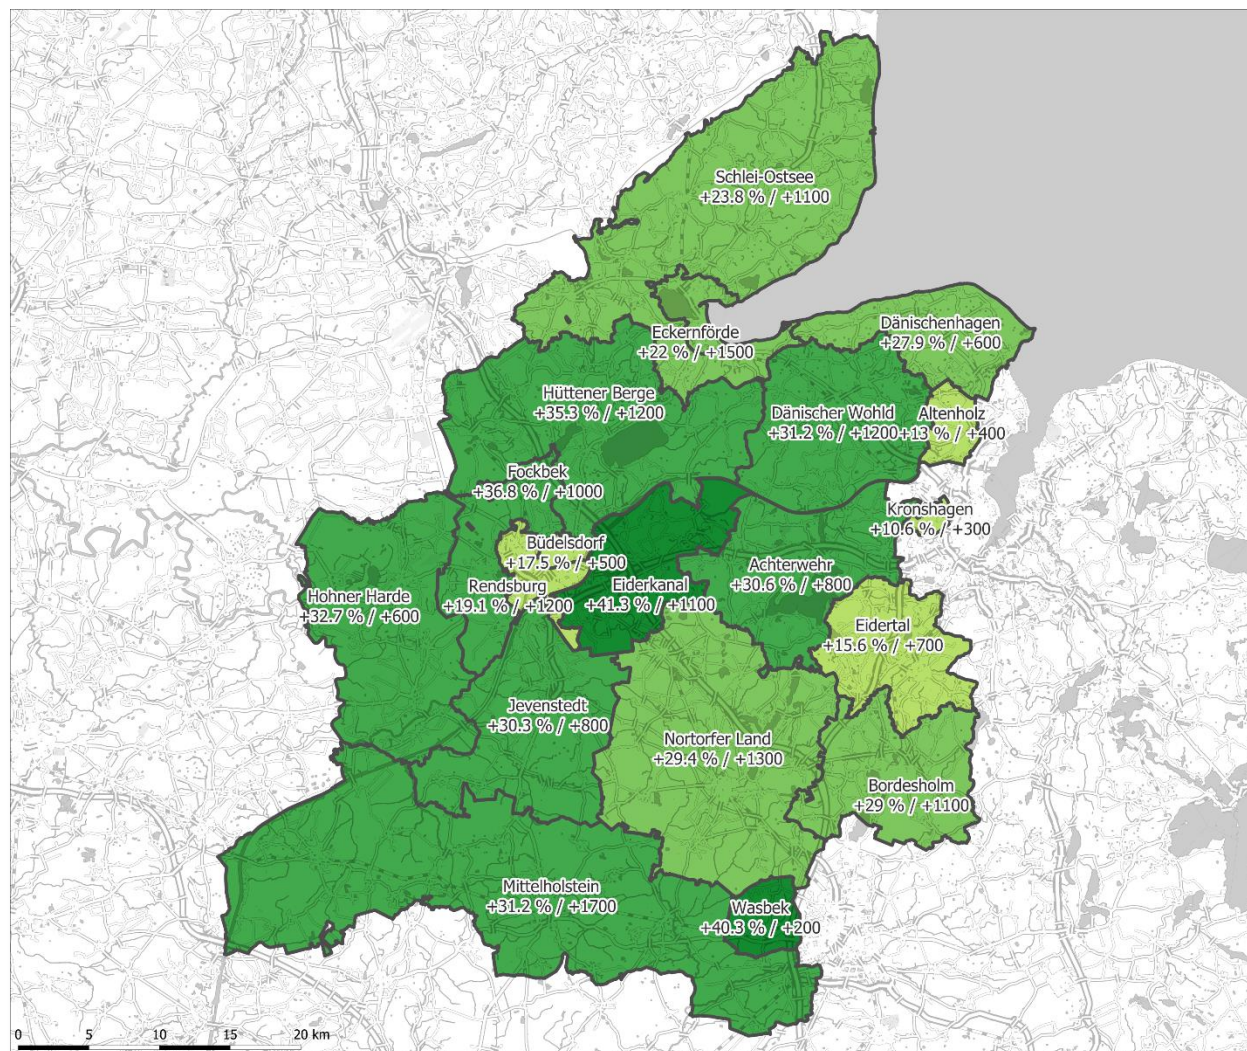 Schlei-Ostsee
+23.8 % / +1100
Dänischenhagen
+27.9 % / +600
Eckernförde
+22 % / +1500
Hüttener Berge
+35.3 % / +1200
Dänischer Wohld
+31.2 % / +1200
Altenholz
+13 % / +400
Fockbek
+36.8 % / +1000
Kronshagen
+10.6 % / +300
Büdelsdorf
+17.5 % / +500
Achterwehr
+30.6 % / +800
Rendsburg
+19.1 % / +1200
Eiderkanal
+41.3 % / +1100
Hohner Harde
+32.7 % / +600
Eidertal
+15.6 % / +700
Jevenstedt
+30.3 % / +800
Nortorfer Land
+29.4 % / +1300
Bordesholm
+29 % / +1100
Mittelholstein
+31.2 % / +1700
Wasbek
+40.3 % / +200
0 5 10 15 20 km